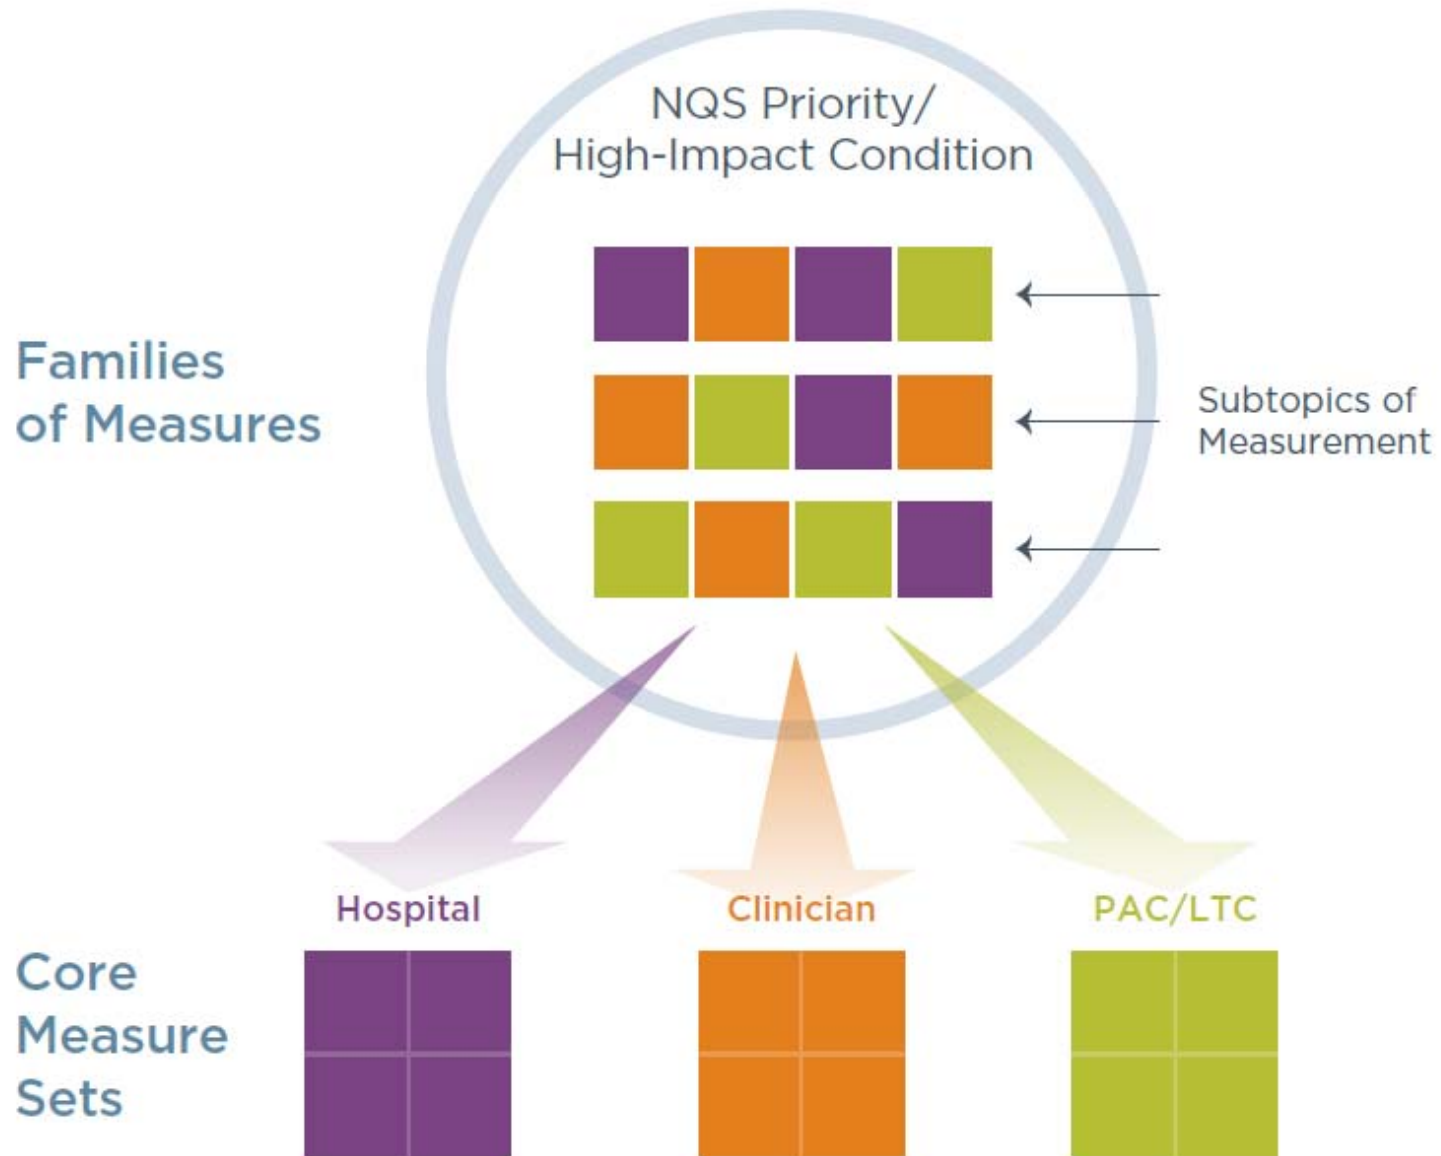 NQS Priority/
High-Impact Condition
Families
of Measures
Subtopics of
Measurement
Hospital
Clinician
PAC/LTC
Core
Measure
Sets